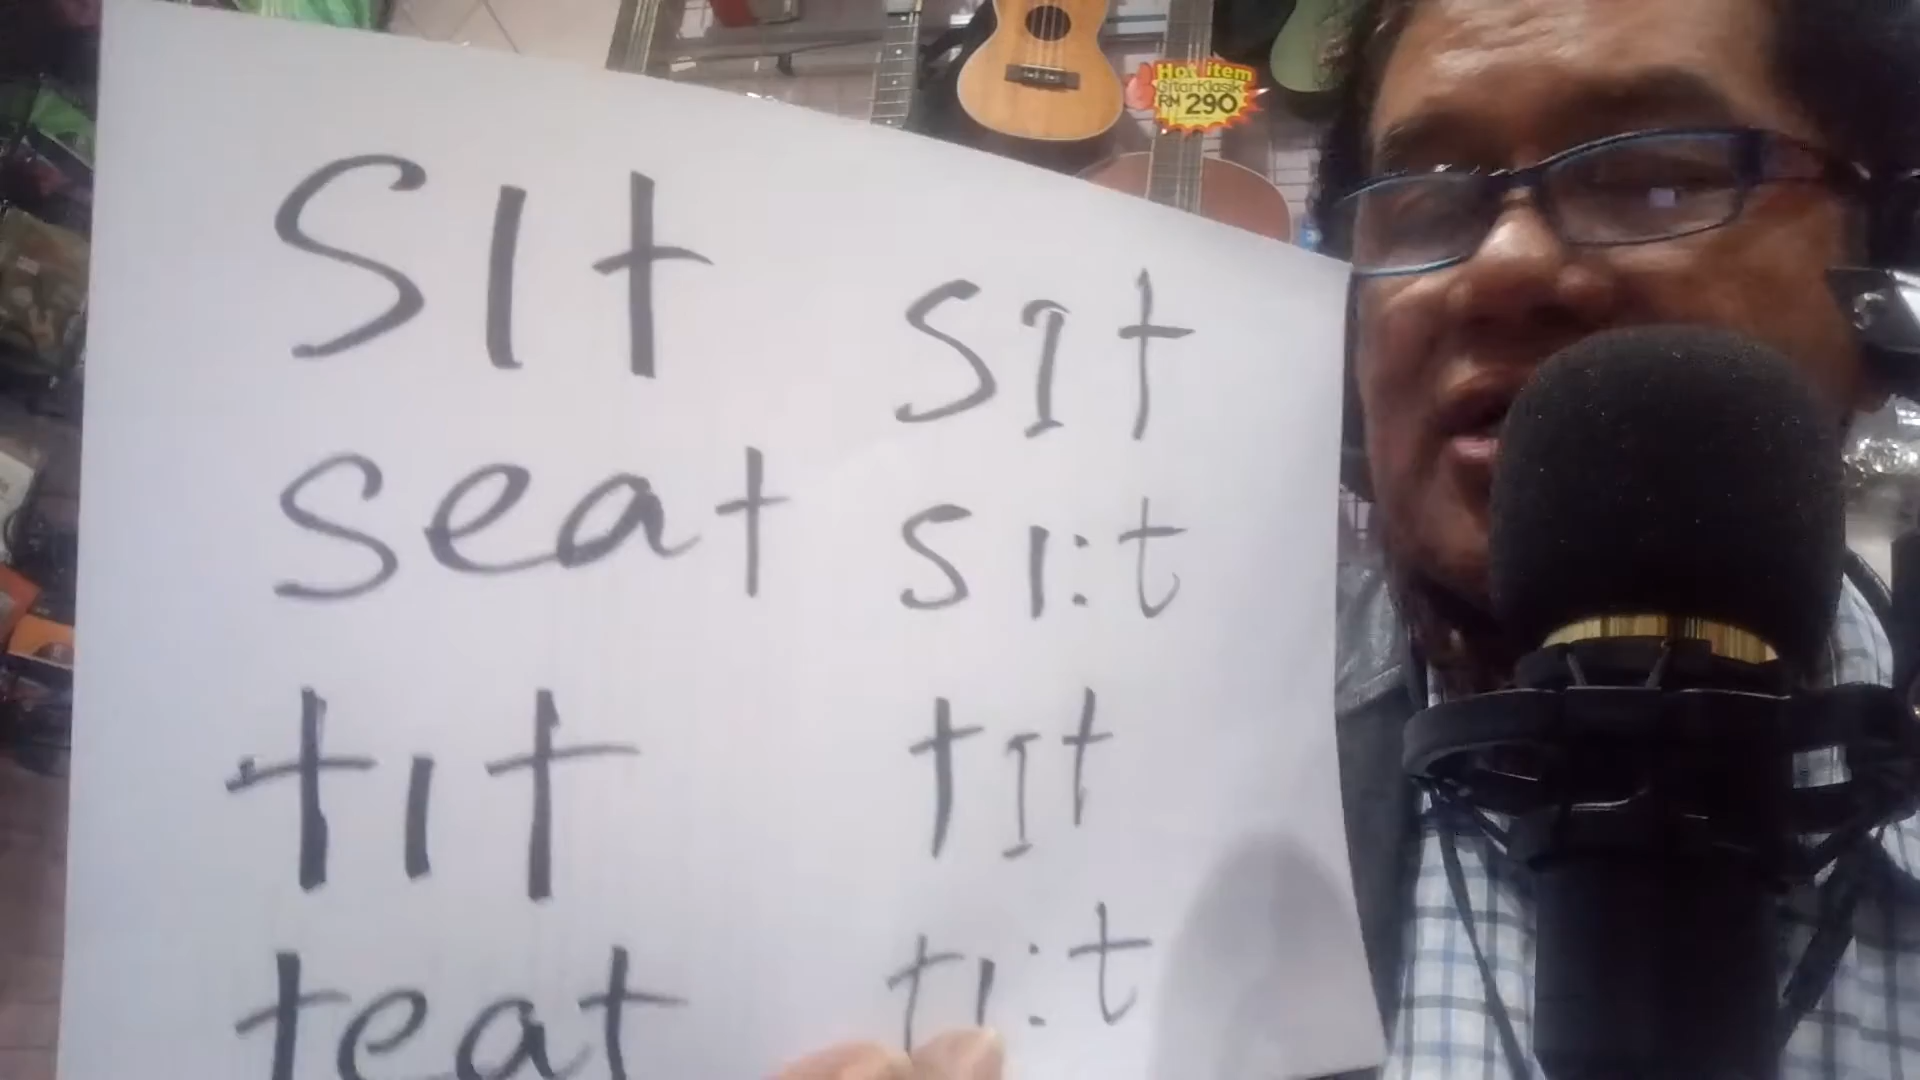 Hot item
Gitar Klasik
RM 290
sit sɪt
seat si:t
tit tɪt
teat ti:t